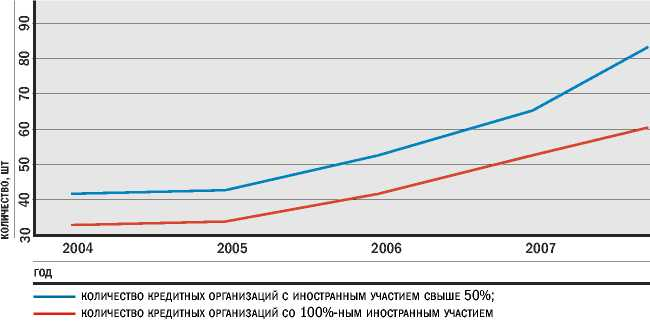 90
80
70
60
50
40
30
КОЛИЧЕСТВО, ШТ
2004 2005 2006 2007
ГОД
КОЛИЧЕСТВО КРЕДИТНЫХ ОРГАНИЗАЦИЙ С ИНОСТРАННЫМ УЧАСТИЕМ СВЫШЕ 50%;
КОЛИЧЕСТВО КРЕДИТНЫХ ОРГАНИЗАЦИЙ СО 100%-НЫМ ИНОСТРАННЫМ УЧАСТИЕМ